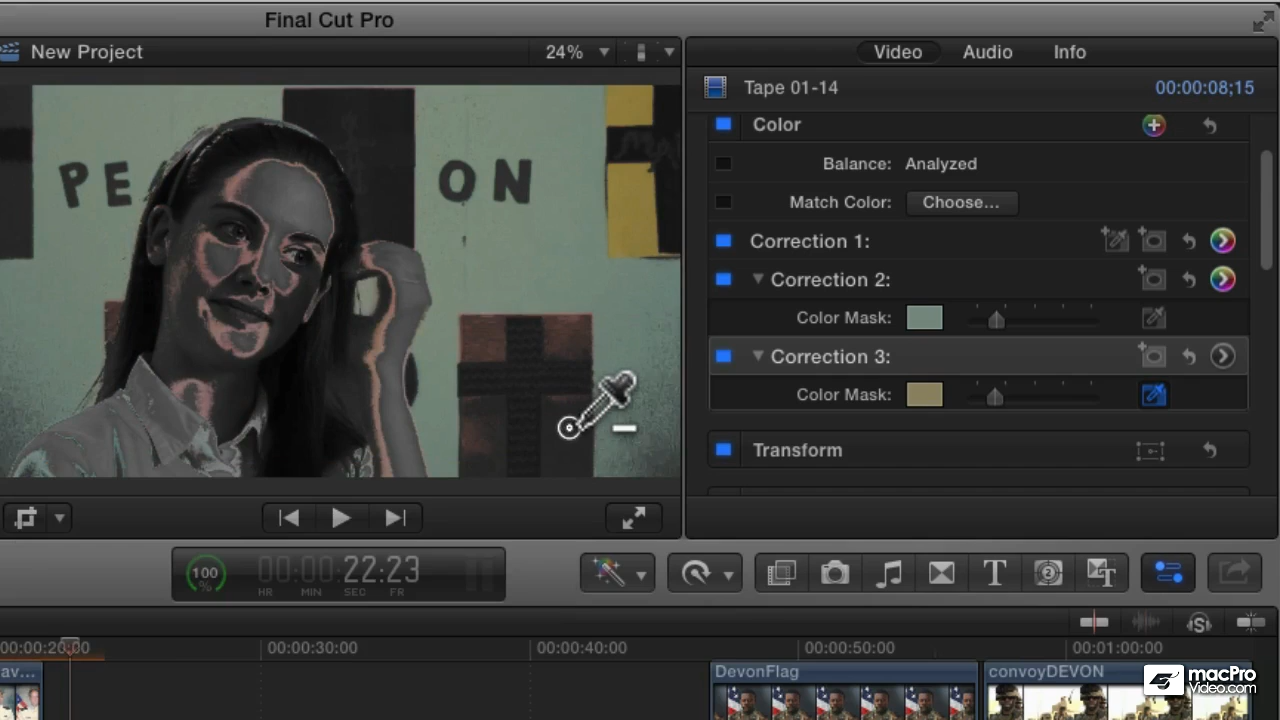 Final Cut Pro
New Project
24%
Video Audio Info
Tape 01-14
00:00:08;15
Color
Balance: Analyzed
Match Color: Choose...
Correction 1:
Correction 2:
Color Mask:
Correction 3:
Color Mask:
Transform
PE ON
100
%
00:00:22:23
HR MIN SEC FR
T
2
T
S
00:00:20:00 00:00:30:00 00:00:40:00 00:00:50:00 00:01:00:00
av... DevonFlag convoyDEVON
macPro
Video.com